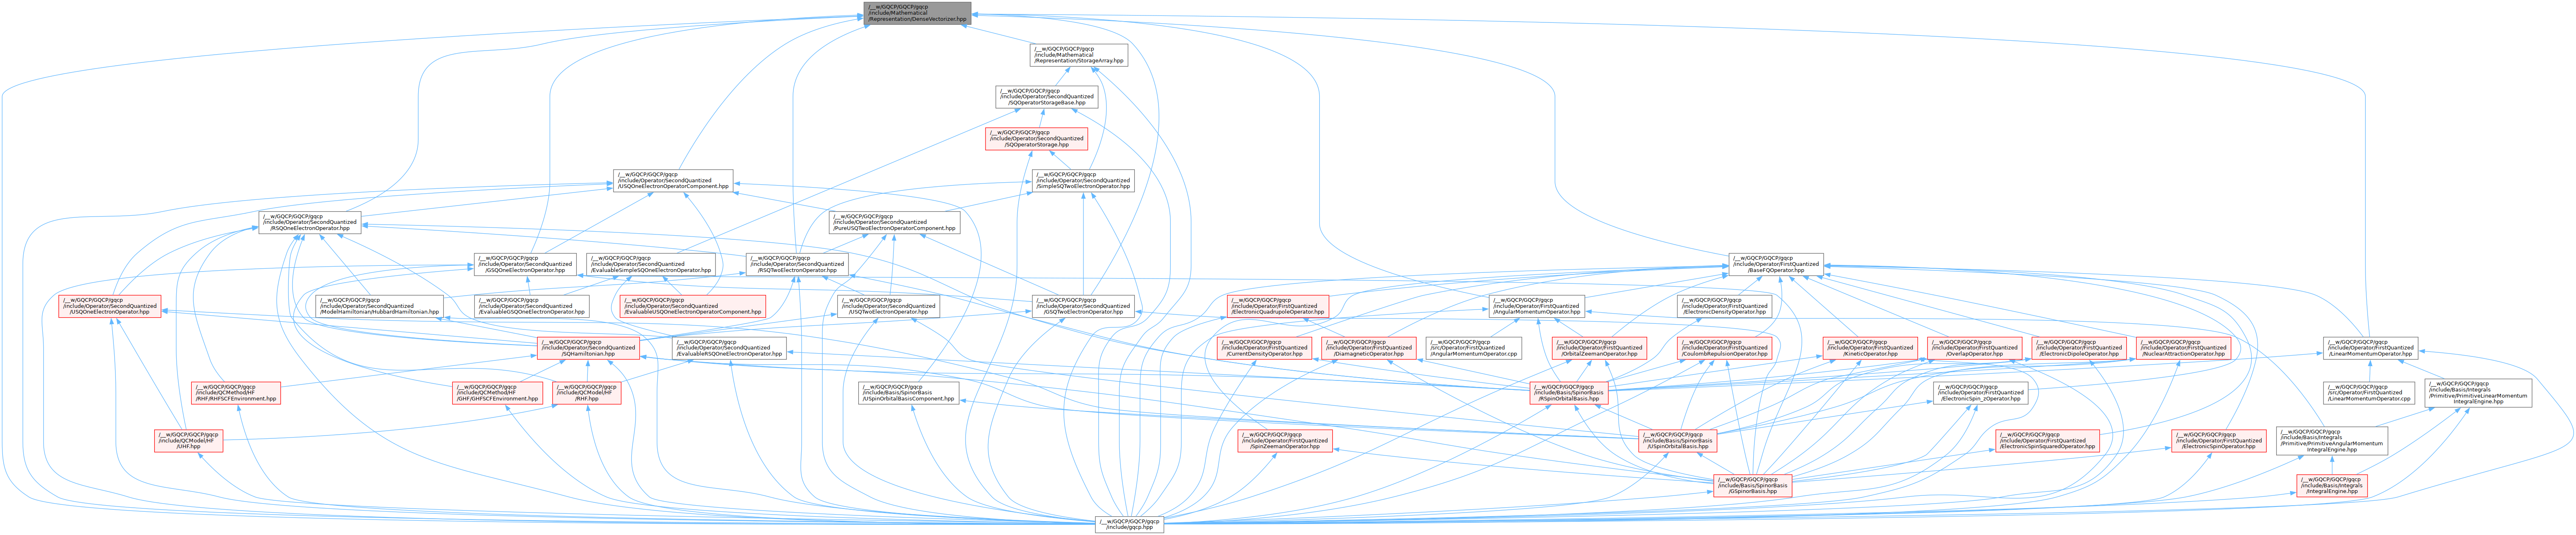 /__w/GQCP/GQCP/gqcp
/include/Mathematical
/Representation/DenseVectorizer.hpp
/__w/GQCP/GQCP/gqcp
/include/Mathematical
/Representation/StorageArray.hpp
/__w/GQCP/GQCP/gqcp
/include/Operator/SecondQuantized
/SQOperatorStorageBase.hpp
/__w/GQCP/GQCP/gqcp
/include/Operator/SecondQuantized
/SQOperatorStorage.hpp
/__w/GQCP/GQCP/gqcp
/include/Operator/SecondQuantized
/USQOneElectronOperatorComponent.hpp
/__w/GQCP/GQCP/gqcp
/include/Operator/SecondQuantized
/SimpleSQTwoElectronOperator.hpp
/__w/GQCP/GQCP/gqcp
/include/Operator/SecondQuantized
/RSQOneElectronOperator.hpp
/__w/GQCP/GQCP/gqcp
/include/Operator/SecondQuantized
/PureUSQTwoElectronOperatorComponent.hpp
/__w/GQCP/GQCP/gqcp
/include/Operator/SecondQuantized
/GSQOneElectronOperator.hpp
/__w/GQCP/GQCP/gqcp
/include/Operator/SecondQuantized
/EvaluableSimpleSQOneElectronOperator.hpp
/__w/GQCP/GQCP/gqcp
/include/Operator/SecondQuantized
/RSQTwoElectronOperator.hpp
/__w/GQCP/GQCP/gqcp
/include/Operator/FirstQuantized
/BaseFQOperator.hpp
/__w/GQCP/GQCP/gqcp
/include/Operator/SecondQuantized
/USQOneElectronOperator.hpp
/__w/GQCP/GQCP/gqcp
/include/Operator/SecondQuantized
/ModelHamiltonian/HubbardHamiltonian.hpp
/__w/GQCP/GQCP/gqcp
/include/Operator/SecondQuantized
/EvaluableGSQOneElectronOperator.hpp
/__w/GQCP/GQCP/gqcp
/include/Operator/SecondQuantized
/EvaluableUSQOneElectronOperatorComponent.hpp
/__w/GQCP/GQCP/gqcp
/include/Operator/SecondQuantized
/USQTwoElectronOperator.hpp
/__w/GQCP/GQCP/gqcp
/include/Operator/SecondQuantized
/GSQTwoElectronOperator.hpp
/__w/GQCP/GQCP/gqcp
/include/Operator/FirstQuantized
/ElectronicQuadrupoleOperator.hpp
/__w/GQCP/GQCP/gqcp
/include/Operator/FirstQuantized
/AngularMomentumOperator.hpp
/__w/GQCP/GQCP/gqcp
/include/Operator/FirstQuantized
/ElectronicDensityOperator.hpp
/__w/GQCP/GQCP/gqcp
/include/Operator/SecondQuantized
/SQHamiltonian.hpp
/__w/GQCP/GQCP/gqcp
/include/Operator/SecondQuantized
/EvaluableRSQOneElectronOperator.hpp
/__w/GQCP/GQCP/gqcp
/include/Operator/FirstQuantized
/CurrentDensityOperator.hpp
/__w/GQCP/GQCP/gqcp
/include/Operator/FirstQuantized
/DiamagneticOperator.hpp
/__w/GQCP/GQCP/gqcp
/src/Operator/FirstQuantized
/AngularMomentumOperator.cpp
/__w/GQCP/GQCP/gqcp
/include/Operator/FirstQuantized
/OrbitalZeemanOperator.hpp
/__w/GQCP/GQCP/gqcp
/include/Operator/FirstQuantized
/CoulombRepulsionOperator.hpp
/__w/GQCP/GQCP/gqcp
/include/Operator/FirstQuantized
/KineticOperator.hpp
/__w/GQCP/GQCP/gqcp
/include/Operator/FirstQuantized
/OverlapOperator.hpp
/__w/GQCP/GQCP/gqcp
/include/Operator/FirstQuantized
/ElectronicDipoleOperator.hpp
/__w/GQCP/GQCP/gqcp
/include/Operator/FirstQuantized
/NuclearAttractionOperator.hpp
/__w/GQCP/GQCP/gqcp
/include/Operator/FirstQuantized
/LinearMomentumOperator.hpp
/__w/GQCP/GQCP/gqcp
/include/QCMethod/HF
/RHF/RHFSCFEnvironment.hpp
/__w/GQCP/GQCP/gqcp
/include/QCMethod/HF
/GHF/GHFSCFEnvironment.hpp
/__w/GQCP/GQCP/gqcp
/include/QCModel/HF
/RHF.hpp
/__w/GQCP/GQCP/gqcp
/include/Basis/SpinorBasis
/USpinOrbitalBasisComponent.hpp
/__w/GQCP/GQCP/gqcp
/include/Basis/SpinorBasis
/RSpinOrbitalBasis.hpp
/__w/GQCP/GQCP/gqcp
/include/Operator/FirstQuantized
/ElectronicSpin_zOperator.hpp
/__w/GQCP/GQCP/gqcp
/src/Operator/FirstQuantized
/LinearMomentumOperator.cpp
/__w/GQCP/GQCP/gqcp
/include/Basis/Integrals
/Primitive/PrimitiveLinearMomentum
IntegralEngine.hpp
/__w/GQCP/GQCP/gqcp
/include/QCModel/HF
/UHF.hpp
/__w/GQCP/GQCP/gqcp
/include/Operator/FirstQuantized
/SpinZeemanOperator.hpp
/__w/GQCP/GQCP/gqcp
/include/Basis/SpinorBasis
/USpinOrbitalBasis.hpp
/__w/GQCP/GQCP/gqcp
/include/Operator/FirstQuantized
/ElectronicSpinSquaredOperator.hpp
/__w/GQCP/GQCP/gqcp
/include/Operator/FirstQuantized
/ElectronicSpinOperator.hpp
/__w/GQCP/GQCP/gqcp
/include/Basis/Integrals
/Primitive/PrimitiveAngularMomentum
IntegralEngine.hpp
/__w/GQCP/GQCP/gqcp
/include/Basis/SpinorBasis
/GSpinorBasis.hpp
/__w/GQCP/GQCP/gqcp
/include/Basis/Integrals
/IntegralEngine.hpp
/__w/GQCP/GQCP/gqcp
/include/gqcp.hpp